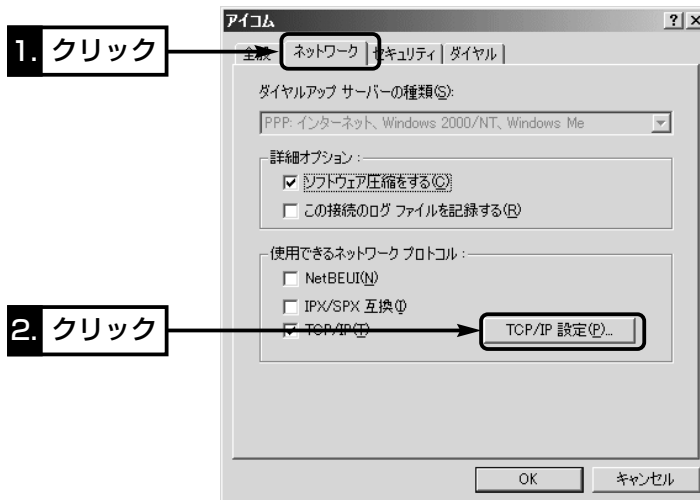 アイコム
1. クリック
全般 ネットワーク セキュリティ ダイヤル
ダイヤルアップ サーバーの種類(S):
PPP: インターネット、Windows 2000/NT、Windows Me
詳細オプション :
ソフトウェア圧縮をする(C)
この接続のログ ファイルを記録する(R)
使用できるネットワーク プロトコル :
NetBEUI(N)
IPX/SPX 互換(I)
2. クリック
TCP/IP(T) TCP/IP 設定(P)...
OK キャンセル